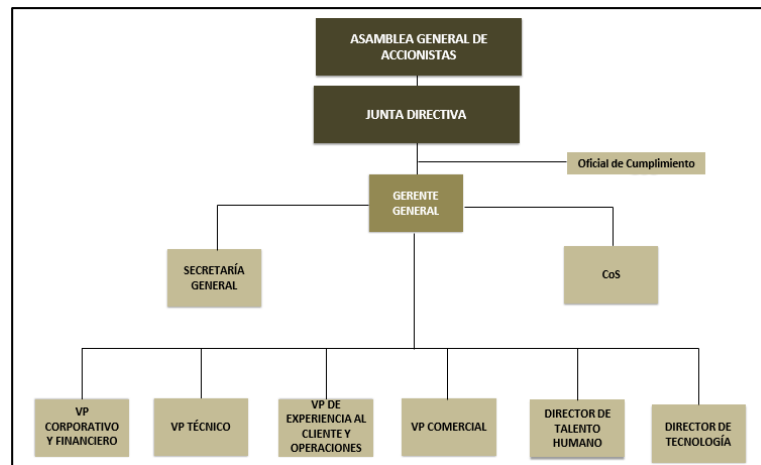 ASAMBLEA GENERAL DE
ACCIONISTAS
JUNTA DIRECTIVA
Oficial de Cumplimiento
GERENTE
GENERAL
SECRETARÍA
GENERAL
CoS
VP
CORPORATIVO
Y FINANCIERO
VP TÉCNICO
VP DE
EXPERIENCIA AL
CLIENTE Y
OPERACIONES
VP COMERCIAL
DIRECTOR DE
TALENTO
HUMANO
DIRECTOR DE
TECNOLOGÍA